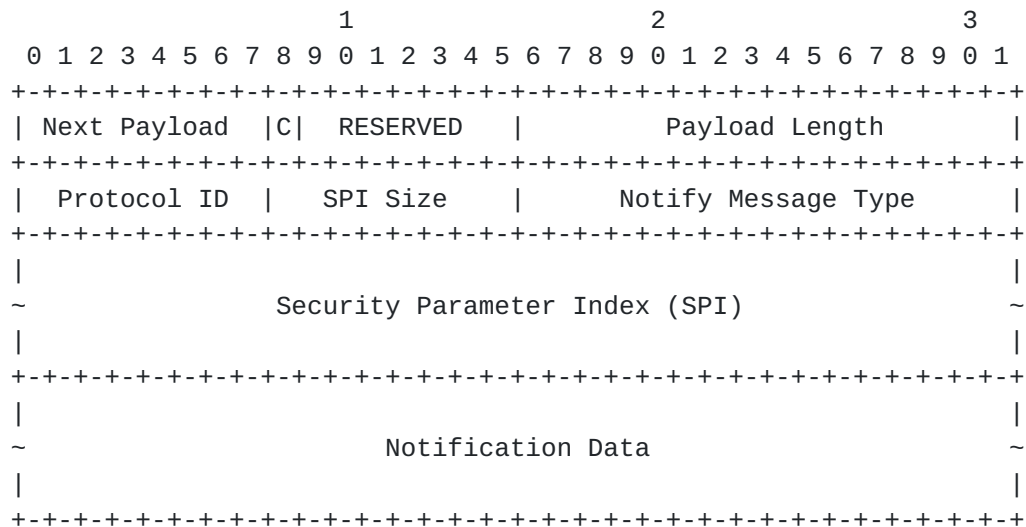 1                   2                   3
 0 1 2 3 4 5 6 7 8 9 0 1 2 3 4 5 6 7 8 9 0 1 2 3 4 5 6 7 8 9 0 1
+-+-+-+-+-+-+-+-+-+-+-+-+-+-+-+-+-+-+-+-+-+-+-+-+-+-+-+-+-+-+-+-+
| Next Payload  |C|  RESERVED   |         Payload Length        |
+-+-+-+-+-+-+-+-+-+-+-+-+-+-+-+-+-+-+-+-+-+-+-+-+-+-+-+-+-+-+-+-+
|  Protocol ID  |   SPI Size    |      Notify Message Type      |
+-+-+-+-+-+-+-+-+-+-+-+-+-+-+-+-+-+-+-+-+-+-+-+-+-+-+-+-+-+-+-+-+
|                                                               |
~                Security Parameter Index (SPI)                 ~
|                                                               |
+-+-+-+-+-+-+-+-+-+-+-+-+-+-+-+-+-+-+-+-+-+-+-+-+-+-+-+-+-+-+-+-+
|                                                               |
~                       Notification Data                       ~
|                                                               |
+-+-+-+-+-+-+-+-+-+-+-+-+-+-+-+-+-+-+-+-+-+-+-+-+-+-+-+-+-+-+-+-+